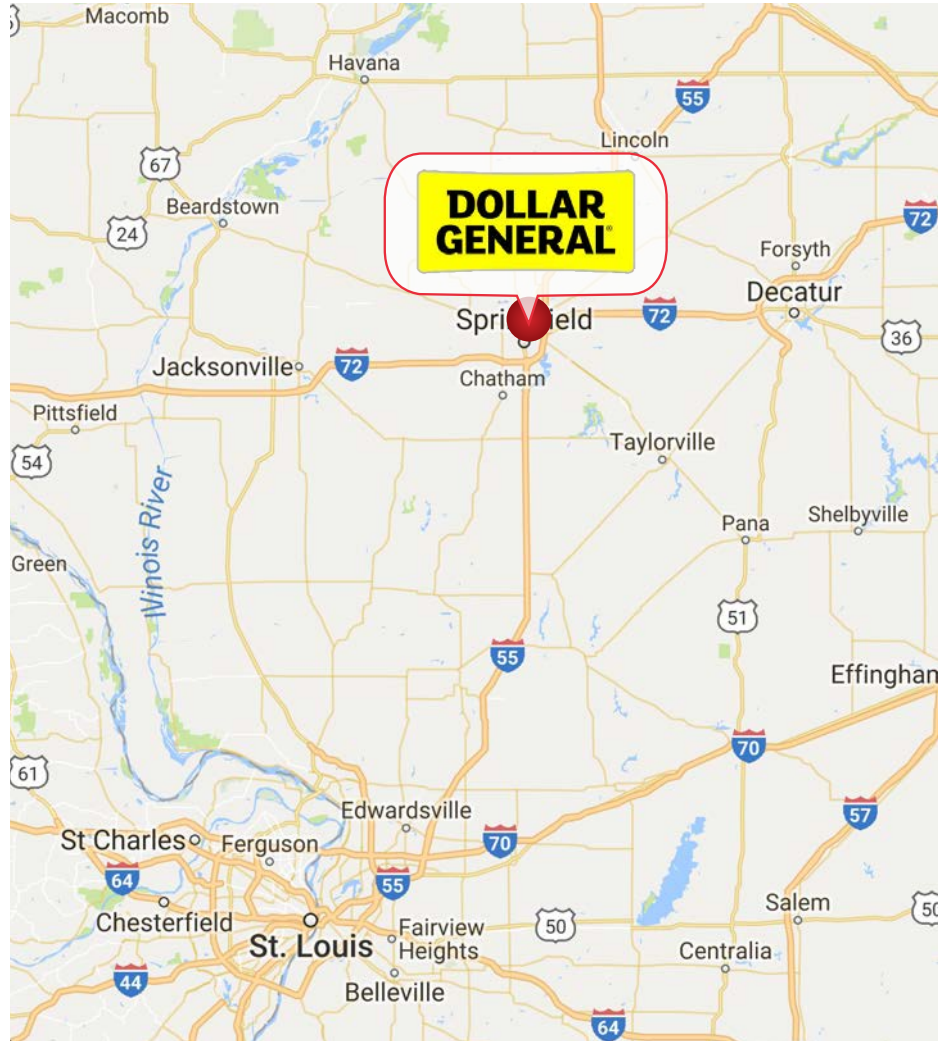 Macomb
Havana
55
Lincoln
67
DOLLAR
GENERAL®
Beardstown
72
24
Forsyth
Decatur
Spri ield
72
36
Jacksonville
72
Chatham
Pittsfield
Taylorville
54
Shelbyville
Pana
Illinois River
Green
51
55
Effingham
70
61
Edwardsville
57
St Charles
Ferguson
70
64
55
Salem
50
Chesterfield
50
St. Louis
Fairview
Heights
Centralia
44
Belleville
64